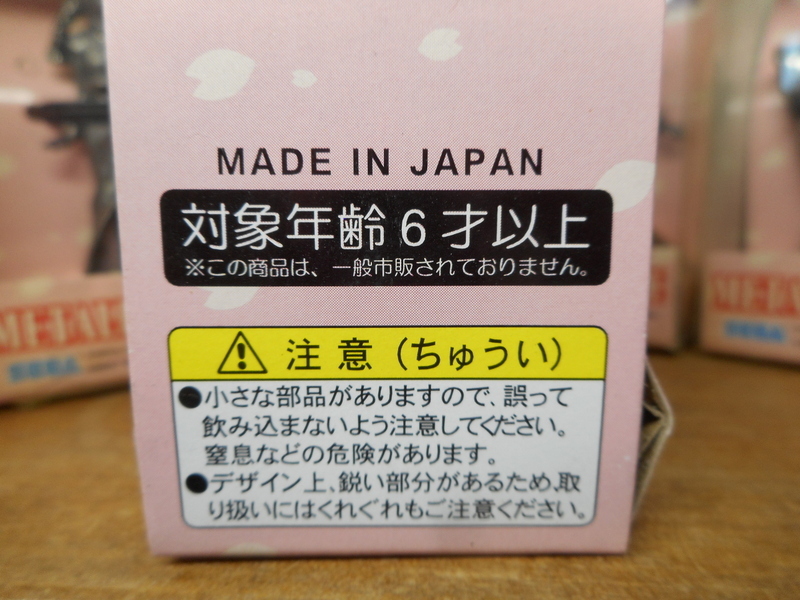 MADE IN JAPAN
対象年齢6才以上
※この商品は、一般市販されておりません。
注意(ちゅうい)
●小さな部品がありますので、誤って
飲み込まないよう注意してください。
窒息などの危険があります。
●デザイン上、鋭い部分があるため、取
り扱いにはくれぐれもご注意ください。
SEGA